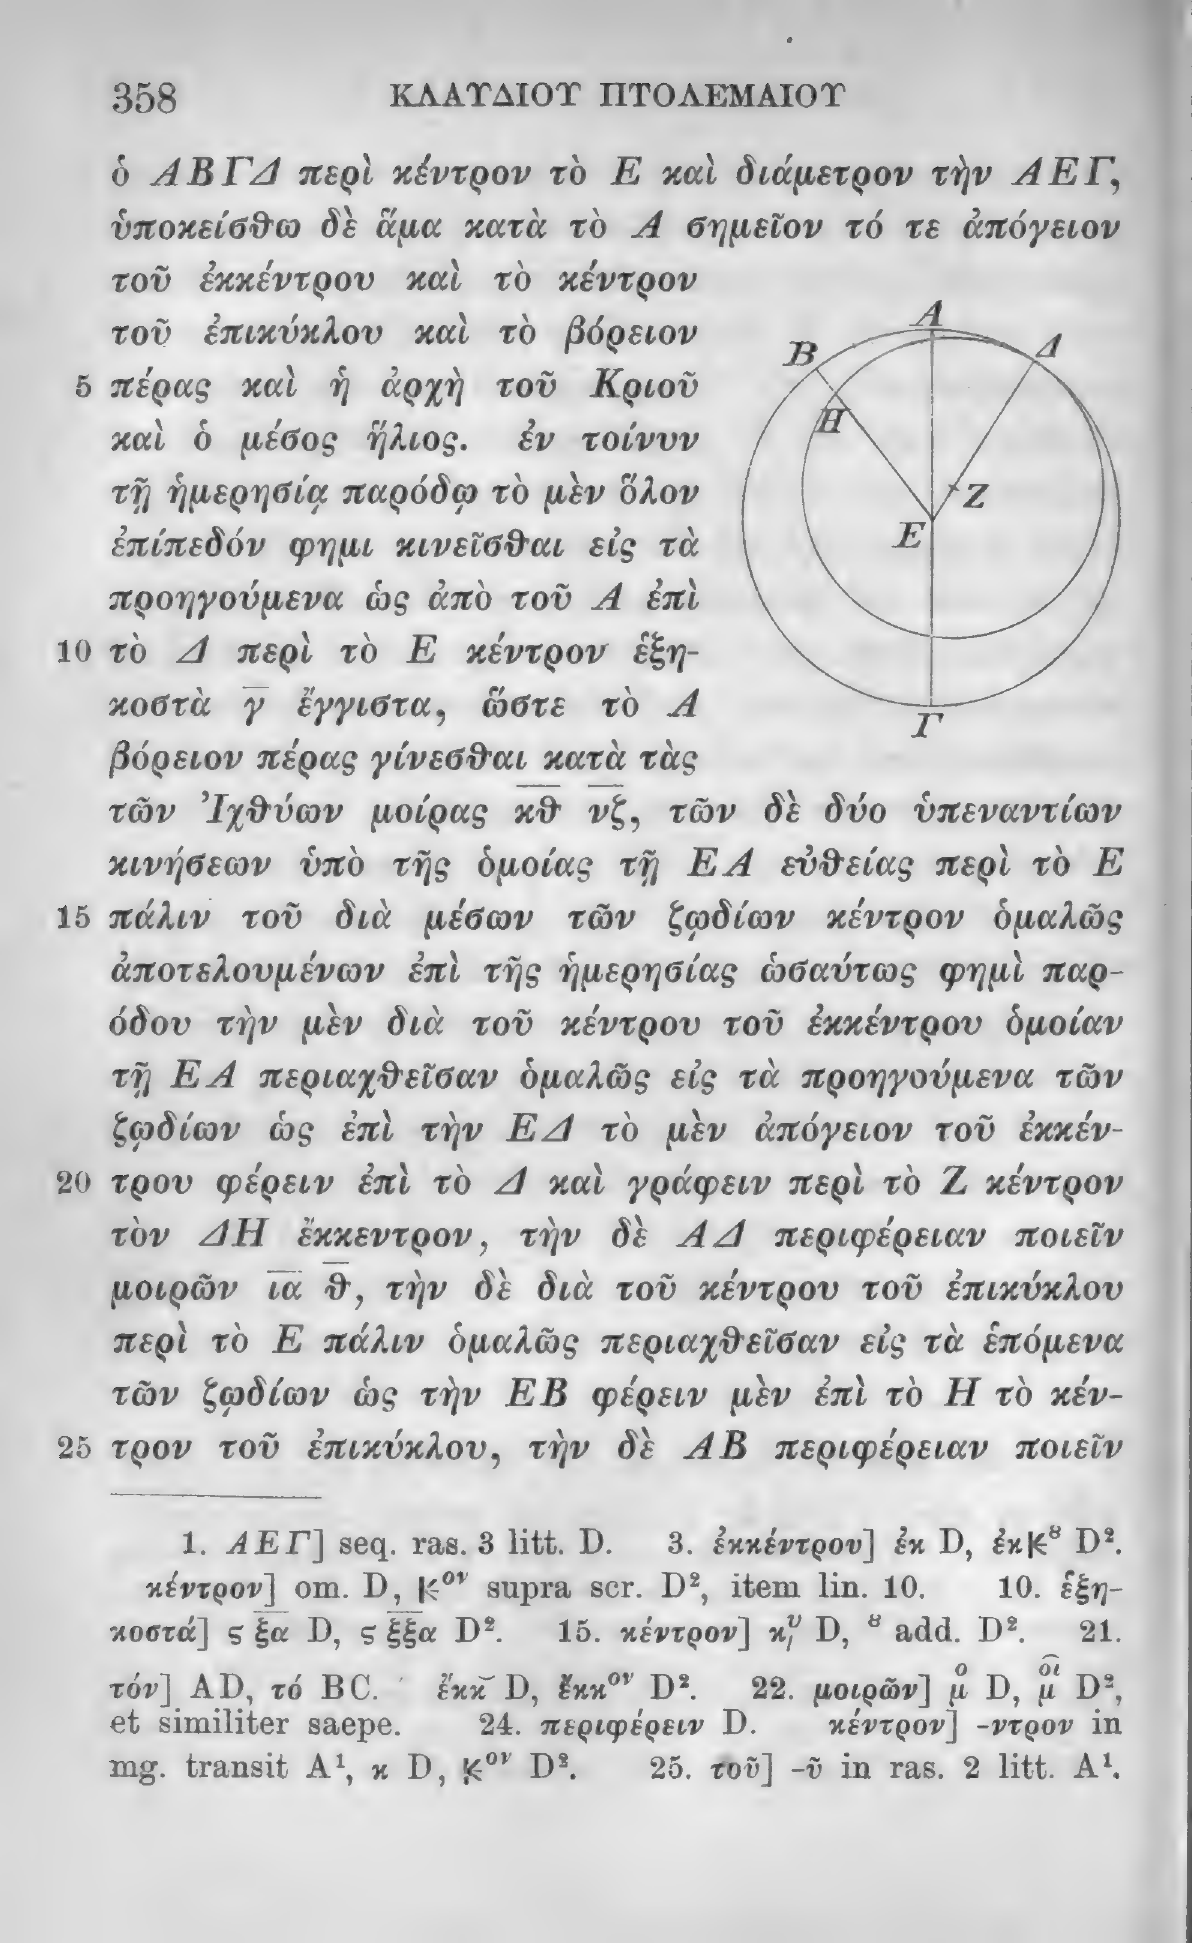 358 ΚΛΑΥΔΙΟΥ ΠΤΟΛΕΜΑΙΟΥ
ὁ ΑΒΓΔ περὶ κέντρον τὸ Ε καὶ διάμετρον τὴν ΑΕΓ,
ὑποκείσθω δὲ ἅμα κατὰ τὸ Α σημεῖον τό τε ἀπόγειον
τοῦ ἐκκέντρου καὶ τὸ κέντρον
τοῦ ἐπικύκλου καὶ τὸ βόρειον
5 πέρας καὶ ἡ ἀρχὴ τοῦ Κριοῦ
καὶ ὁ μέσος ἥλιος. ἐν τοίνυν
τῇ ἡμερησίᾳ παρόδῳ τὸ μὲν ὅλον
ἐπίπεδόν φημι κινεῖσθαι εἰς τὰ
προηγούμενα ὡς ἀπὸ τοῦ Α ἐπὶ
10 τὸ Δ περὶ τὸ Ε κέντρον ἑξη-
κοστὰ γ̅ ἔγγιστα, ὥστε τὸ Α
βόρειον πέρας γίνεσθαι κατὰ τὰς
Α
Β
Δ
Η
Ζ
Ε
Γ
τῶν Ἰχθύων μοίρας κ̅θ̅ ν̅ζ̅, τῶν δὲ δύο ὑπεναντίων
κινήσεων ὑπὸ τῆς ὁμοίας τῇ ΕΑ εὐθείας περὶ τὸ Ε
15 πάλιν τοῦ διὰ μέσων τῶν ζῳδίων κέντρον ὁμαλῶς
ἀποτελουμένων ἐπὶ τῆς ἡμερησίας ὡσαύτως φημὶ παρ-
όδου τὴν μὲν διὰ τοῦ κέντρου τοῦ ἐκκέντρου ὁμοίαν
τῇ ΕΑ περιαχθεῖσαν ὁμαλῶς εἰς τὰ προηγούμενα τῶν
ζῳδίων ὡς ἐπὶ τὴν ΕΔ τὸ μὲν ἀπόγειον τοῦ ἐκκέν-
20 τρου φέρειν ἐπὶ τὸ Δ καὶ γράφειν περὶ τὸ Ζ κέντρον
τὸν ΔΗ ἔκκεντρον, τὴν δὲ ΑΔ περιφέρειαν ποιεῖν
μοιρῶν ι̅α̅ θ̅, τὴν δὲ διὰ τοῦ κέντρου τοῦ ἐπικύκλου
περὶ τὸ Ε πάλιν ὁμαλῶς περιαχθεῖσαν εἰς τὰ ἑπόμενα
τῶν ζῳδίων ὡς τὴν ΕΒ φέρειν μὲν ἐπὶ τὸ Η τὸ κέν-
25 τρον τοῦ ἐπικύκλου, τὴν δὲ ΑΒ περιφέρειαν ποιεῖν
1. ΑΕΓ] seq. ras. 3 litt. D. 3. ἐκκέντρου] ἐκ D, D².
κέντρον] om. D, supra scr. D², item lin. 10. 10. ἑξη-
κοστά] ϛ ξ̅α̅ D, ϛ ξ̅ξ̅α D². 15. κέντρον] D, add. D². 21.
τόν] AD, τό BC. D, D². 22. μοιρῶν] D, D²,
et similiter saepe. 24. περιφέρειν D. κέντρον] -ντρον in
mg. transit A¹, κ D, D². 25. τοῦ] -ῦ in ras. 2 litt. A¹.